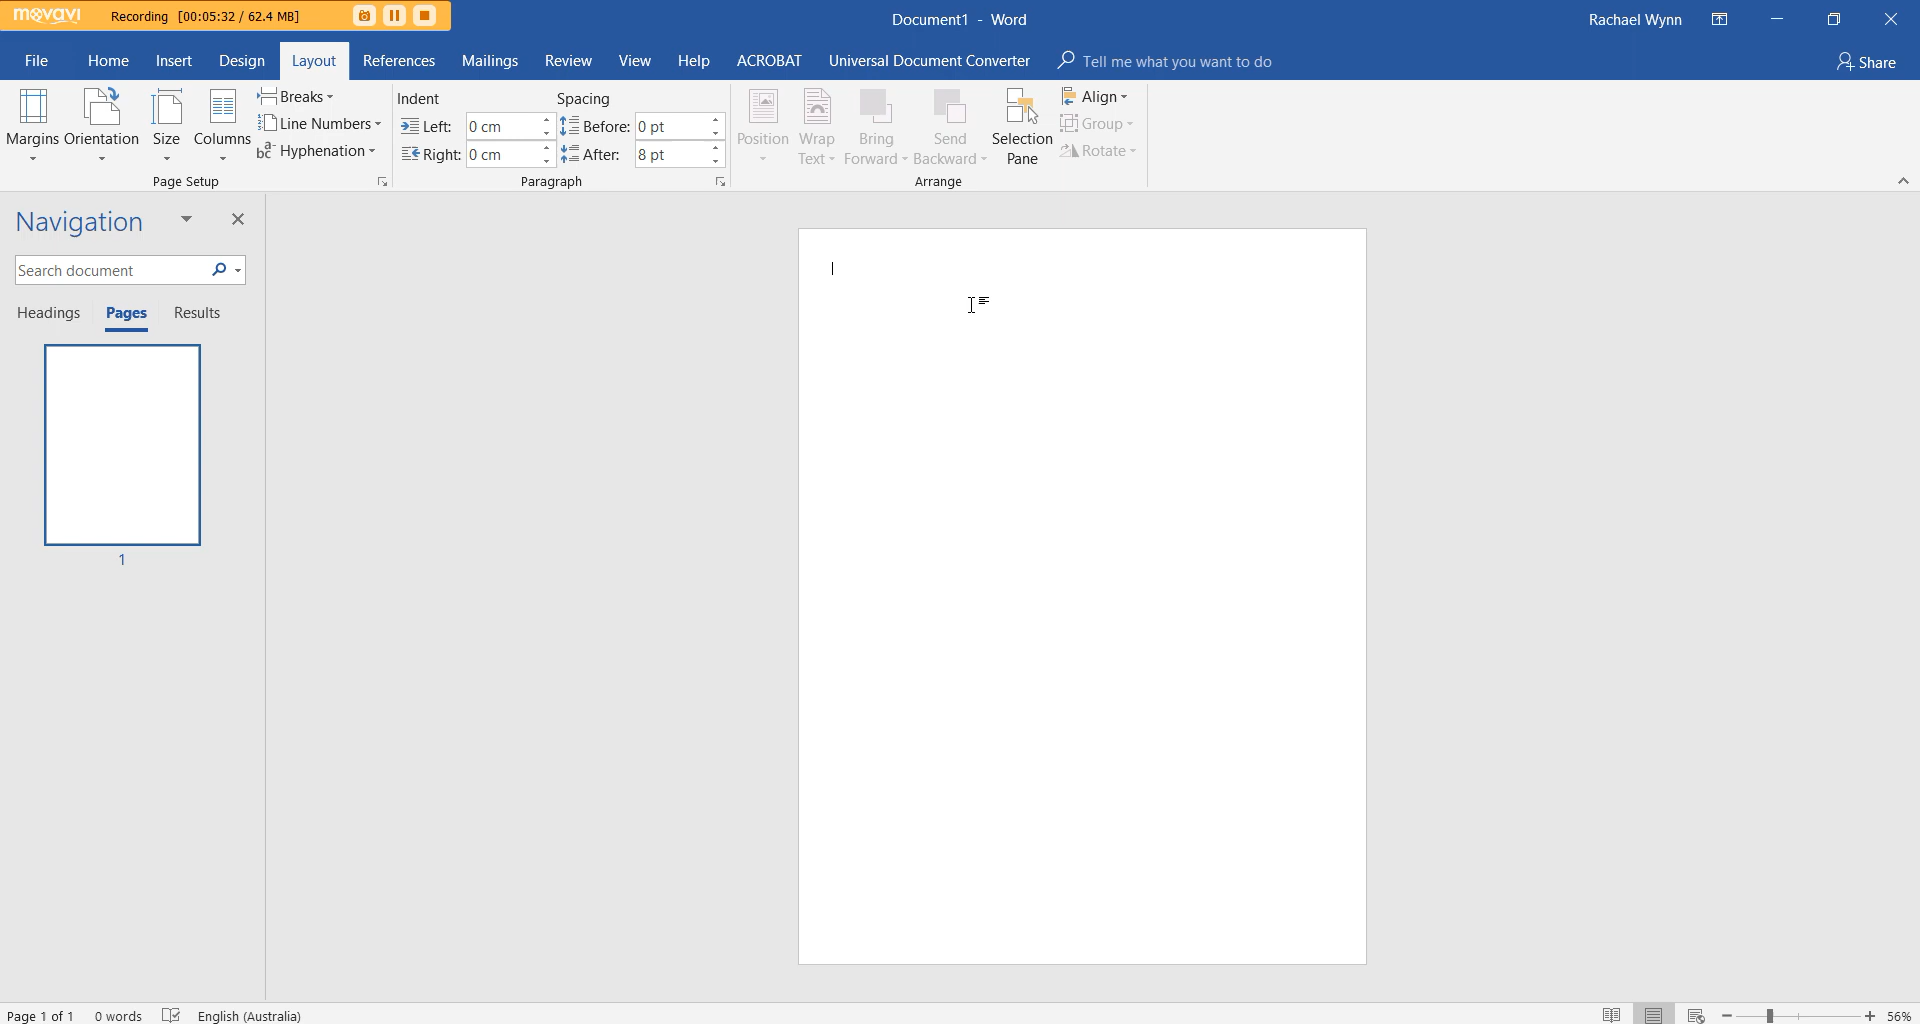 movavi Recording [00:05:32 / 62.4 MB] Document1 - Word Rachael Wynn
File Home Insert Design Layout References Mailings Review View Help ACROBAT Universal Document Converter Tell me what you want to do Share
Margins Orientation Size Columns
Breaks
Line Numbers
Hyphenation
Page Setup
Indent Spacing
Left: 0 cm Before: 0 pt
Right: 0 cm After: 8 pt
Paragraph
Position Wrap Text Bring Forward Send Backward Selection Pane
Align
Group
Rotate
Arrange
Navigation
Search document
Headings Pages Results
1
Page 1 of 1 0 words English (Australia) 56%